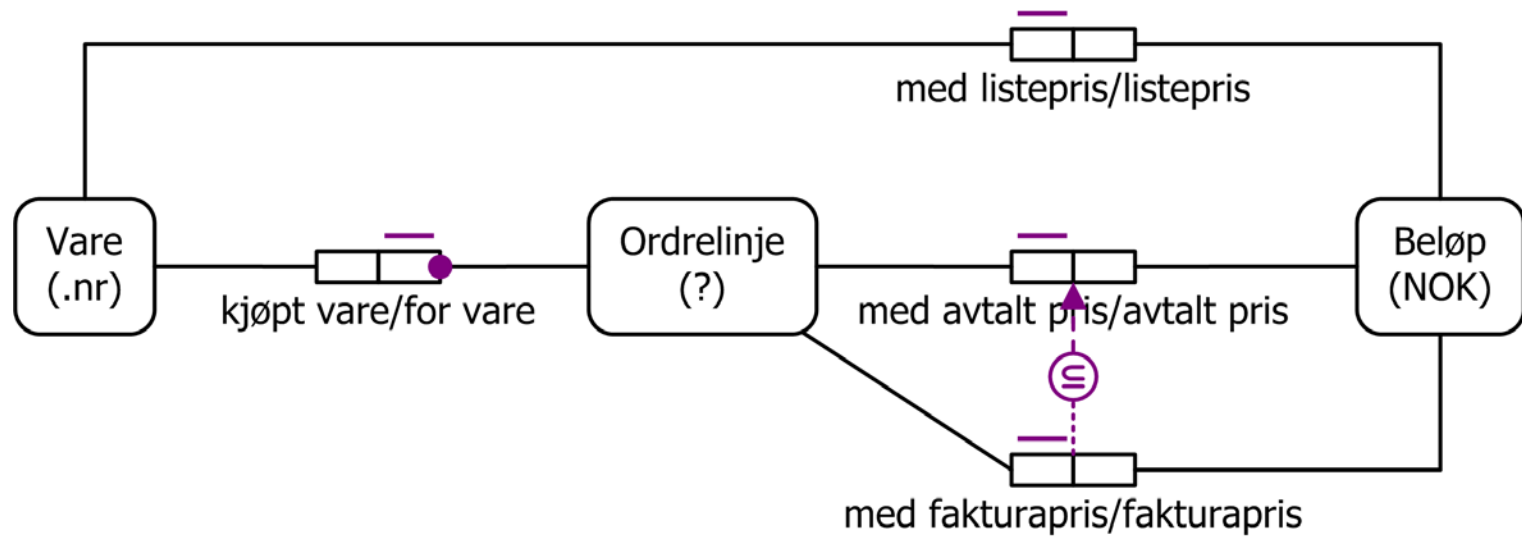 med listepris/listepris
Vare
(.nr)
kjøpt vare/for vare
Ordrelinje
(?)
med avtalt pris/avtalt pris
Beløp
(NOK)
⊆
med fakturapris/fakturapris